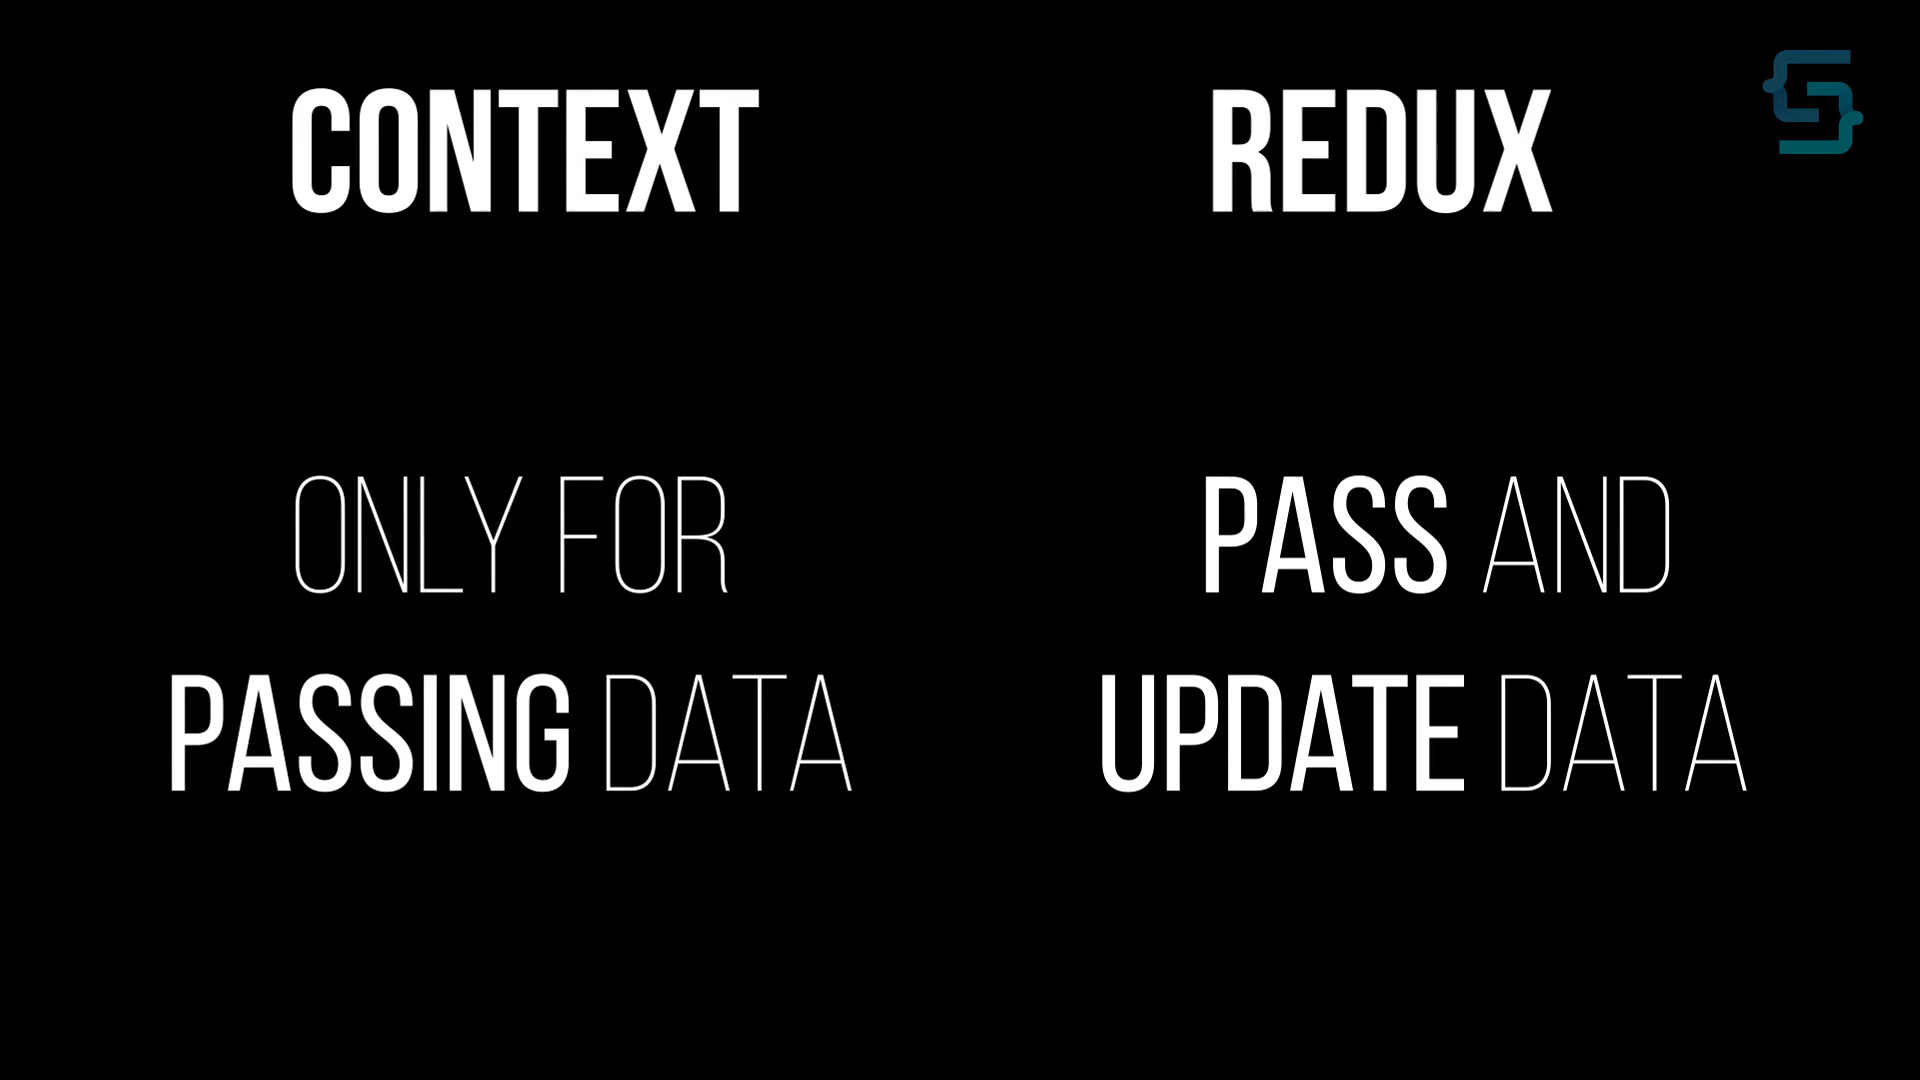 CONTEXT
ONLY FOR
PASSING DATA
REDUX
PASS AND
UPDATE DATA